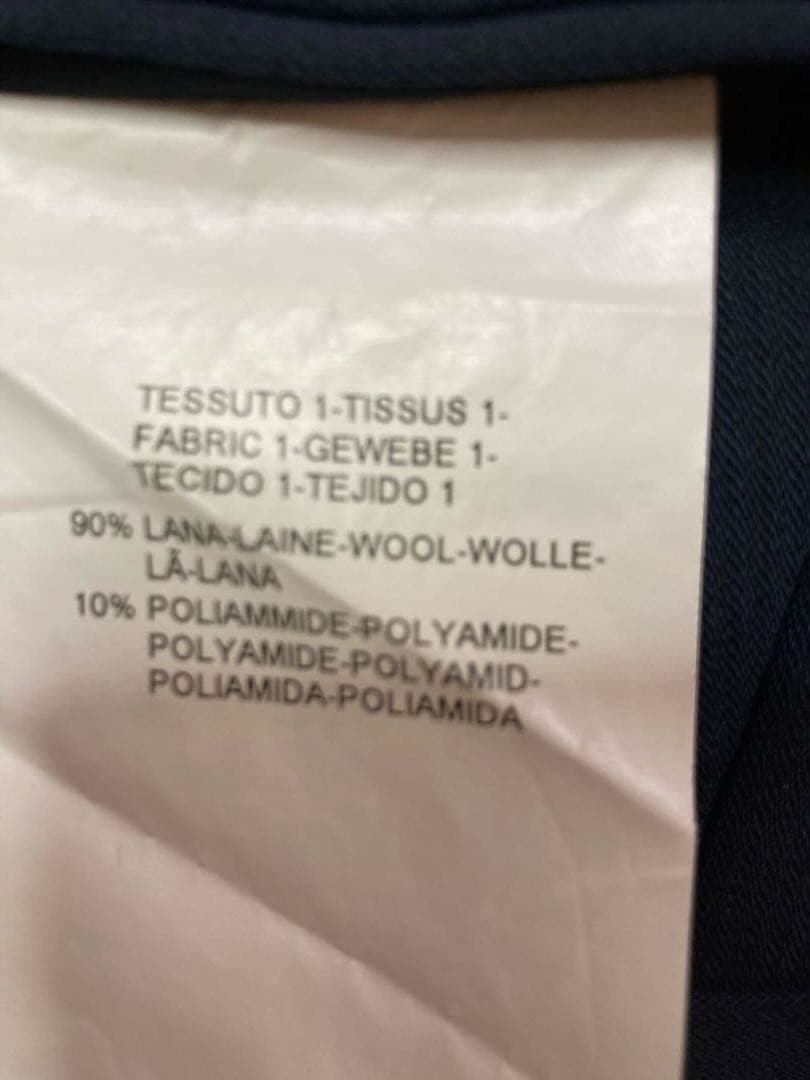 TESSUTO 1-TISSUS 1-
FABRIC 1-GEWEBE 1-
TECIDO 1-TEJIDO 1
90% LANA-LAINE-WOOL-WOLLE-
LÃ-LANA
10% POLIAMMIDE-POLYAMIDE-
POLYAMIDE-POLYAMID-
POLIAMIDA-POLIAMIDA